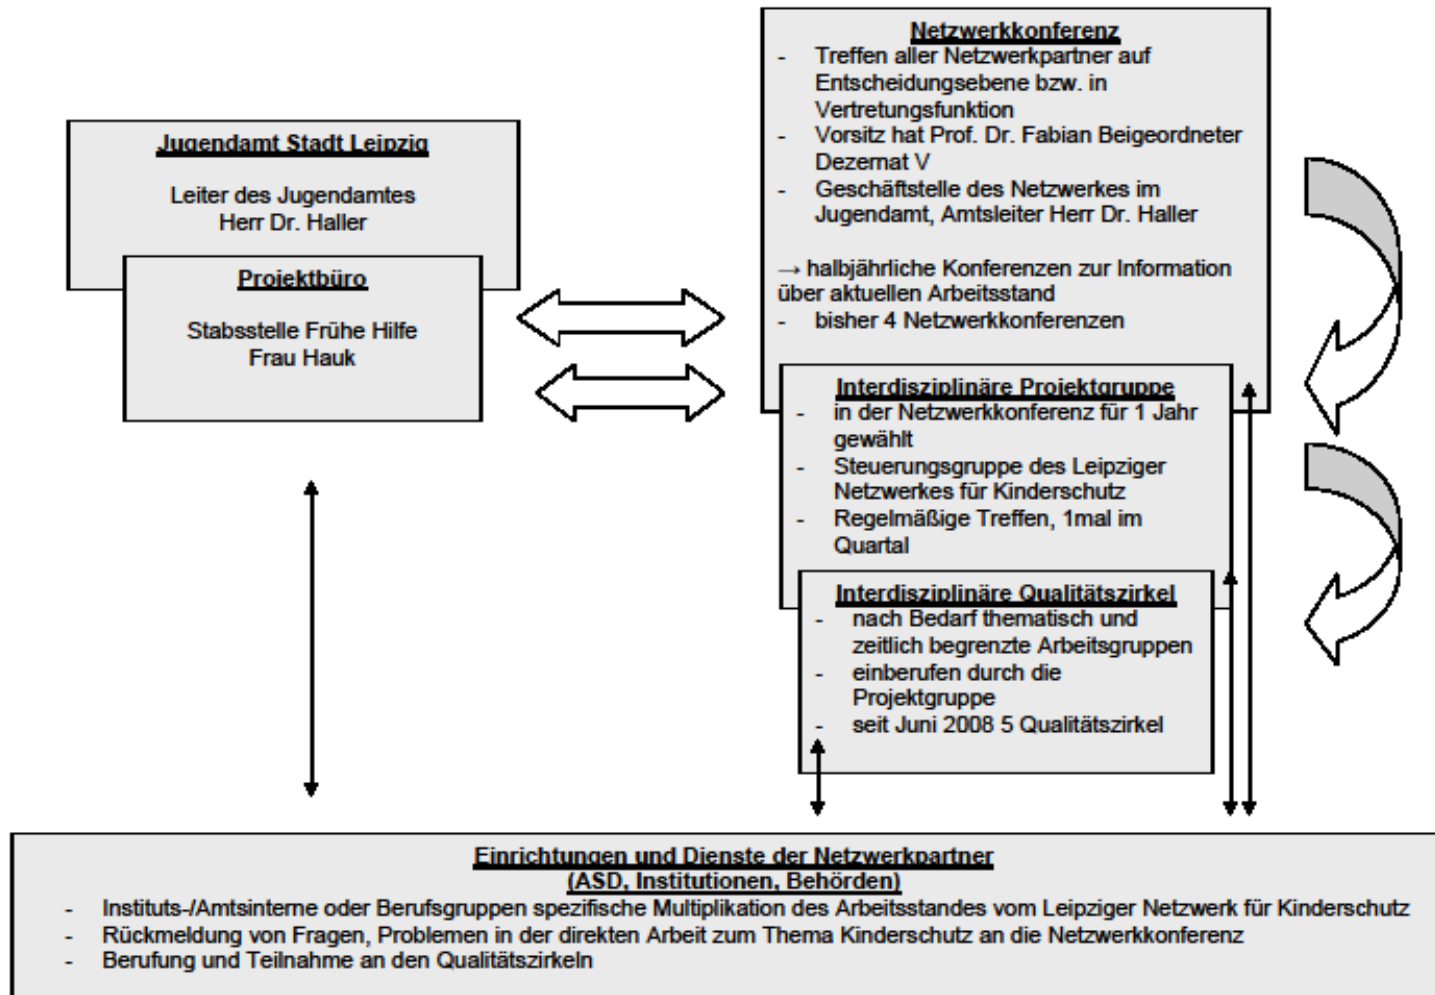 Jugendamt Stadt Leipzig
Leiter des Jugendamtes
Herr Dr. Haller
Projektbüro
Stabsstelle Frühe Hilfe
Frau Hauk
Netzwerkkonferenz
- Treffen aller Netzwerkpartner auf
Entscheidungsebene bzw. in
Vertretungsfunktion
- Vorsitz hat Prof. Dr. Fabian Beigeordneter
Dezernat V
- Geschäftstelle des Netzwerkes im
Jugendamt, Amtsleiter Herr Dr. Haller
→ halbjährliche Konferenzen zur Information
über aktuellen Arbeitsstand
- bisher 4 Netzwerkkonferenzen
Interdisziplinäre Projektgruppe
- in der Netzwerkkonferenz für 1 Jahr
gewählt
- Steuerungsgruppe des Leipziger
Netzwerkes für Kinderschutz
- Regelmäßige Treffen, 1mal im
Quartal
Interdisziplinäre Qualitätszirkel
- nach Bedarf thematisch und
zeitlich begrenzte Arbeitsgruppen
- einberufen durch die
Projektgruppe
- seit Juni 2008 5 Qualitätszirkel
Einrichtungen und Dienste der Netzwerkpartner
(ASD, Institutionen, Behörden)
- Instituts-/Amtsinterne oder Berufsgruppen spezifische Multiplikation des Arbeitsstandes vom Leipziger Netzwerk für Kinderschutz
- Rückmeldung von Fragen, Problemen in der direkten Arbeit zum Thema Kinderschutz an die Netzwerkkonferenz
- Berufung und Teilnahme an den Qualitätszirkeln